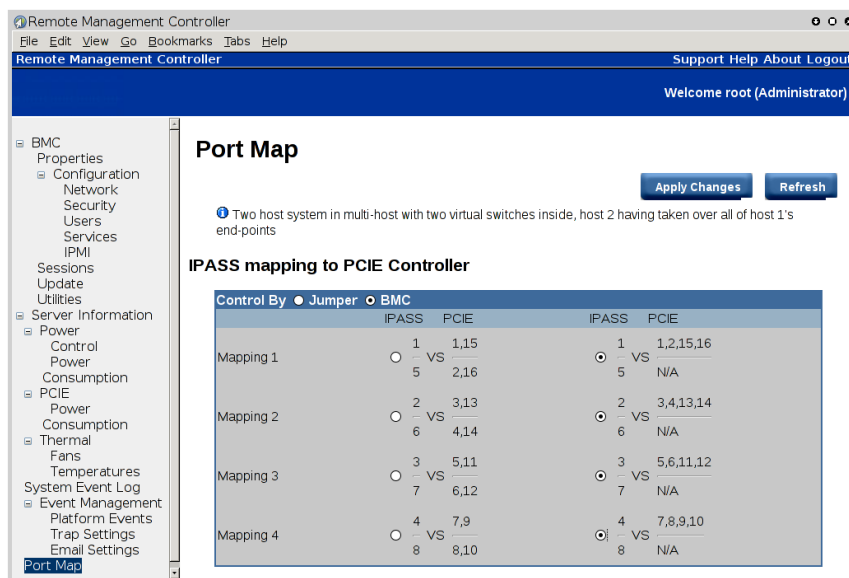 Remote Management Controller
File Edit View Go Bookmarks Tabs Help
Remote Management Controller Support Help About Logout
Welcome root (Administrator)
BMC
Properties
Configuration
Network
Security
Users
Services
IPMI
Sessions
Update
Utilities
Server Information
Power
Control
Power
Consumption
PCIE
Power
Consumption
Thermal
Fans
Temperatures
System Event Log
Event Management
Platform Events
Trap Settings
Email Settings
Port Map
Port Map
Apply Changes Refresh
Two host system in multi-host with two virtual switches inside, host 2 having taken over all of host 1's
end-points
IPASS mapping to PCIE Controller
Control By Jumper BMC
IPASS PCIE IPASS PCIE
1 1,15 1 1,2,15,16
Mapping 1 VS VS
5 2,16 5 N/A
2 3,13 2 3,4,13,14
Mapping 2 VS VS
6 4,14 6 N/A
3 5,11 3 5,6,11,12
Mapping 3 VS VS
7 6,12 7 N/A
4 7,9 4 7,8,9,10
Mapping 4 VS VS
8 8,10 8 N/A